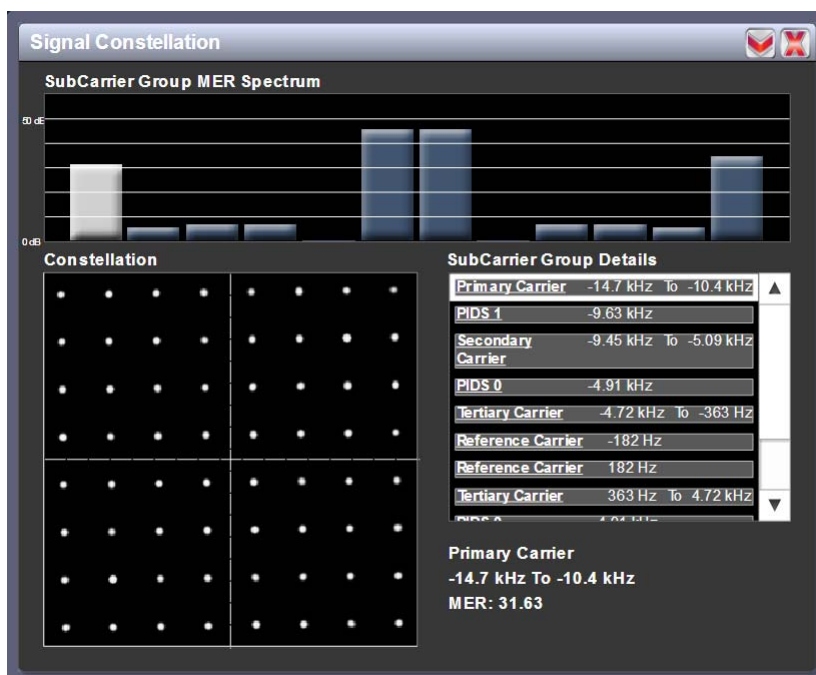 Signal Constellation
SubCarrier Group MER Spectrum
0 dB
Constellation
SubCarrier Group Details
Primary Carrier -14.7 kHz To -10.4 kHz
PIDS 1 -9.63 kHz
Secondary Carrier -9.45 kHz To -5.09 kHz
PIDS 0 -4.91 kHz
Tertiary Carrier -4.72 kHz To -363 Hz
Reference Carrier -182 Hz
Reference Carrier 182 Hz
Tertiary Carrier 363 Hz To 4.72 kHz
Primary Carrier
-14.7 kHz To -10.4 kHz
MER: 31.63